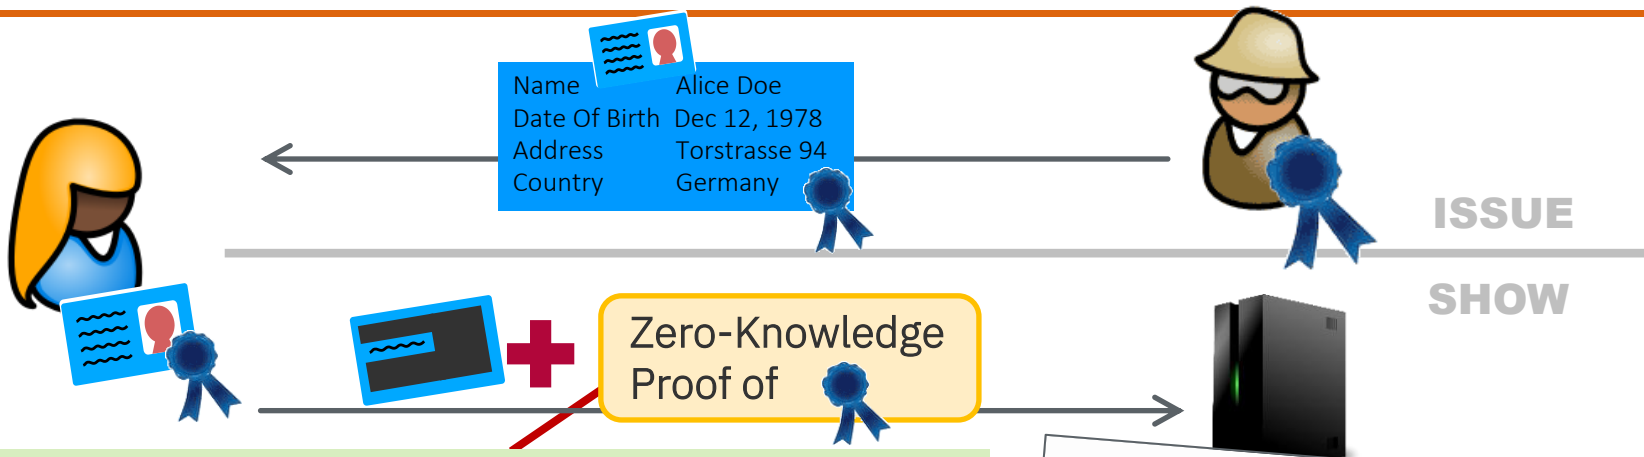 Name Alice Doe
Date Of Birth Dec 12, 1978
Address Torstrasse 94
Country Germany
ISSUE
SHOW
Zero-Knowledge
Proof of